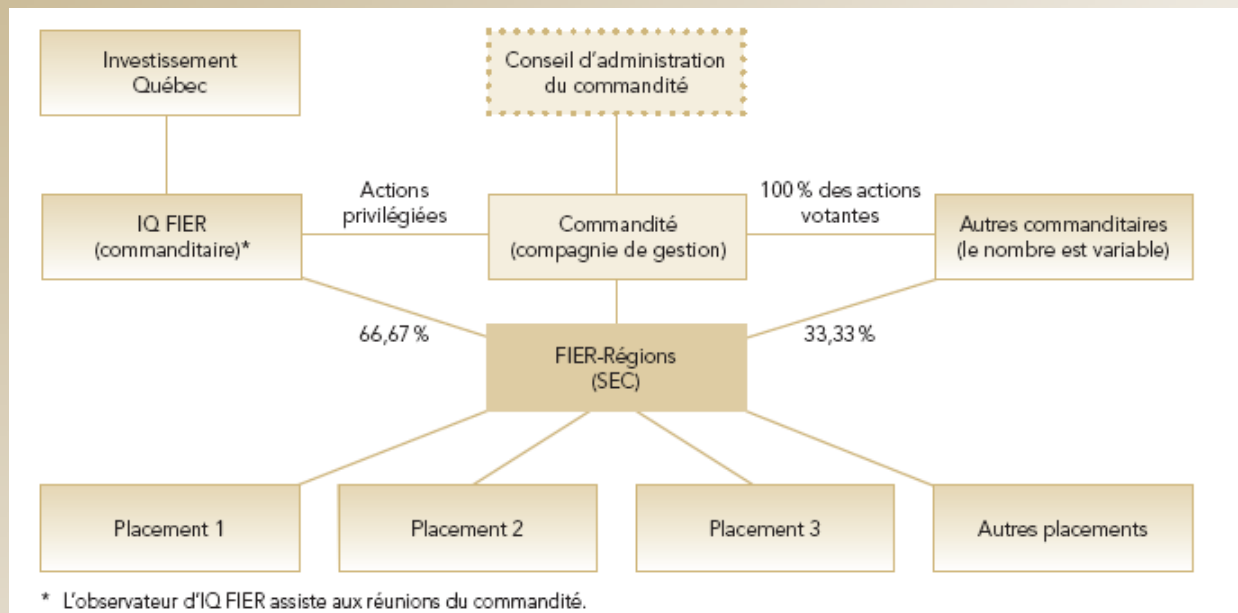 Investissement
Québec
Conseil d'administration
du commandité
IQ FIER
(commanditaire)*
Actions
privilégiées
Commandité
(compagnie de gestion)
100 % des actions
votantes
Autres commanditaires
(le nombre est variable)
66,67 %
33,33 %
FIER-Régions
(SEC)
Placement 1
Placement 2
Placement 3
Autres placements
* L'observateur d'IQ FIER assiste aux réunions du commandité.